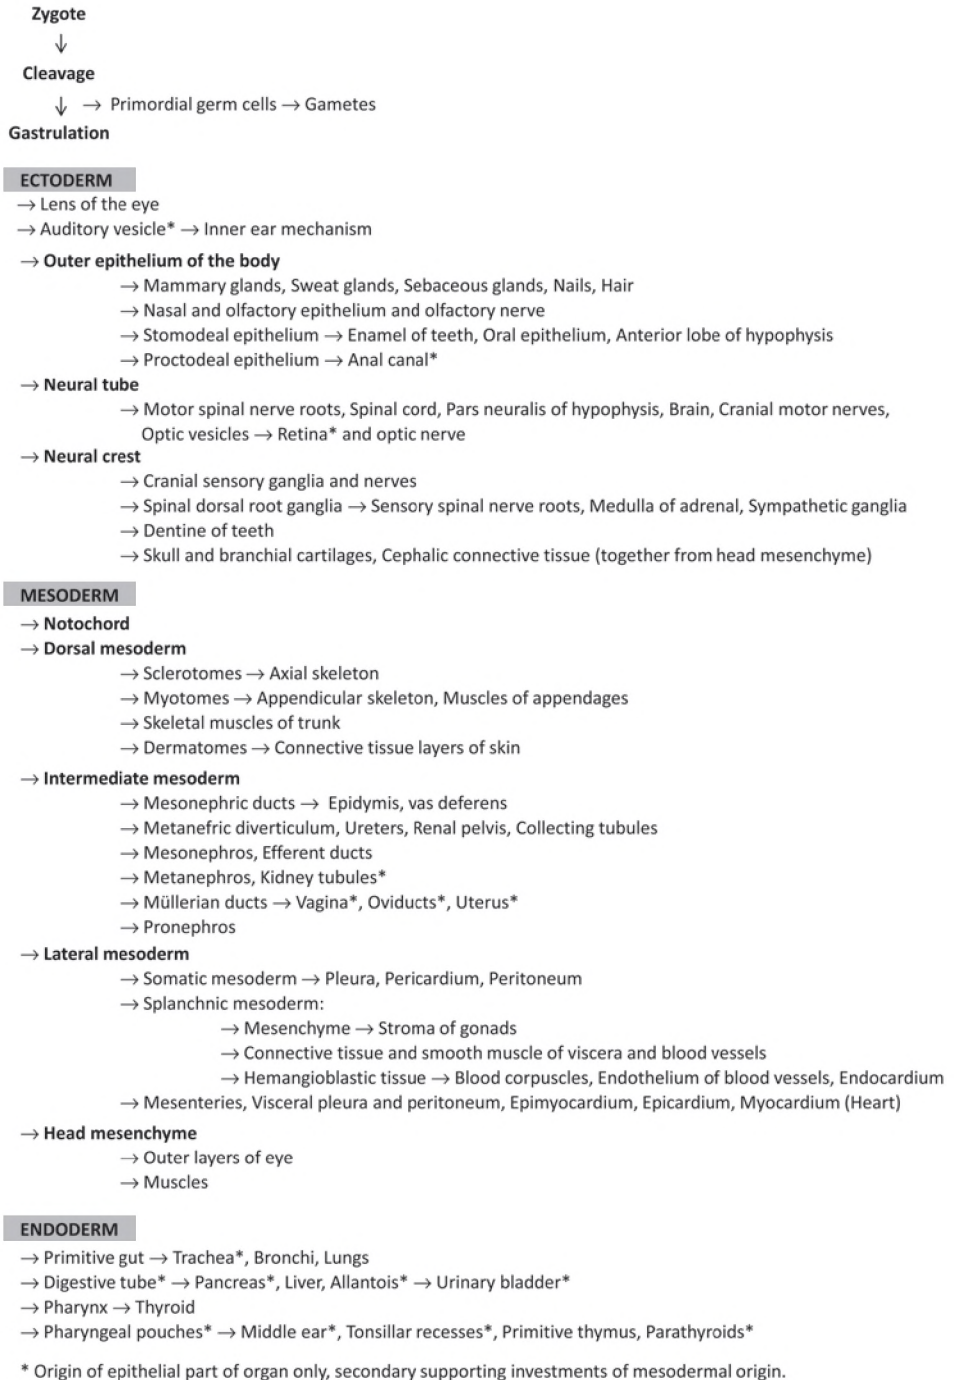 Zygote
↓
Cleavage
↓ → Primordial germ cells → Gametes
Gastrulation
ECTODERM
→ Lens of the eye
→ Auditory vesicle* → Inner ear mechanism
→ Outer epithelium of the body
→ Mammary glands, Sweat glands, Sebaceous glands, Nails, Hair
→ Nasal and olfactory epithelium and olfactory nerve
→ Stomodeal epithelium → Enamel of teeth, Oral epithelium, Anterior lobe of hypophysis
→ Proctodeal epithelium → Anal canal*
→ Neural tube
→ Motor spinal nerve roots, Spinal cord, Pars neuralis of hypophysis, Brain, Cranial motor nerves,
Optic vesicles → Retina* and optic nerve
→ Neural crest
→ Cranial sensory ganglia and nerves
→ Spinal dorsal root ganglia → Sensory spinal nerve roots, Medulla of adrenal, Sympathetic ganglia
→ Dentine of teeth
→ Skull and branchial cartilages, Cephalic connective tissue (together from head mesenchyme)
MESODERM
→ Notochord
→ Dorsal mesoderm
→ Sclerotomes → Axial skeleton
→ Myotomes → Appendicular skeleton, Muscles of appendages
→ Skeletal muscles of trunk
→ Dermatomes → Connective tissue layers of skin
→ Intermediate mesoderm
→ Mesonephric ducts → Epidymis, vas deferens
→ Metanefric diverticulum, Ureters, Renal pelvis, Collecting tubules
→ Mesonephros, Efferent ducts
→ Metanephros, Kidney tubules*
→ Müllerian ducts → Vagina*, Oviducts*, Uterus*
→ Pronephros
→ Lateral mesoderm
→ Somatic mesoderm → Pleura, Pericardium, Peritoneum
→ Splanchnic mesoderm:
→ Mesenchyme → Stroma of gonads
→ Connective tissue and smooth muscle of viscera and blood vessels
→ Hemangioblastic tissue → Blood corpuscles, Endothelium of blood vessels, Endocardium
→ Mesenteries, Visceral pleura and peritoneum, Epimyocardium, Epicardium, Myocardium (Heart)
→ Head mesenchyme
→ Outer layers of eye
→ Muscles
ENDODERM
→ Primitive gut → Trachea*, Bronchi, Lungs
→ Digestive tube* → Pancreas*, Liver, Allantois* → Urinary bladder*
→ Pharynx → Thyroid
→ Pharyngeal pouches* → Middle ear*, Tonsillar recesses*, Primitive thymus, Parathyroids*
* Origin of epithelial part of organ only, secondary supporting investments of mesodermal origin.